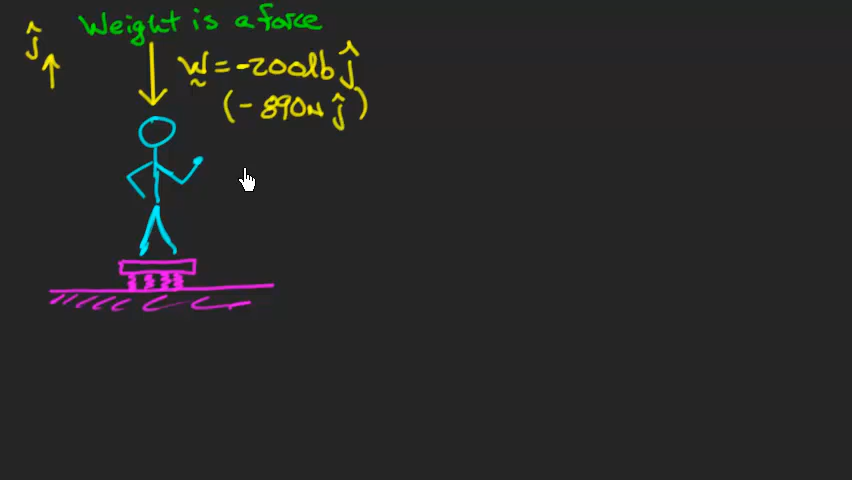 Weight is a force
ĵ
W = -200lb ĵ
(-890N ĵ)